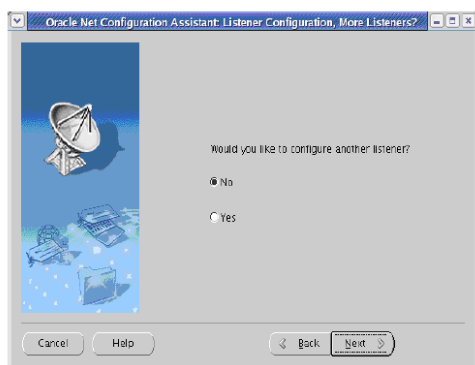 Oracle Net Configuration Assistant: Listener Configuration, More Listeners?
Would you like to configure another listener?
No
Yes
Cancel
Help
Back
Next